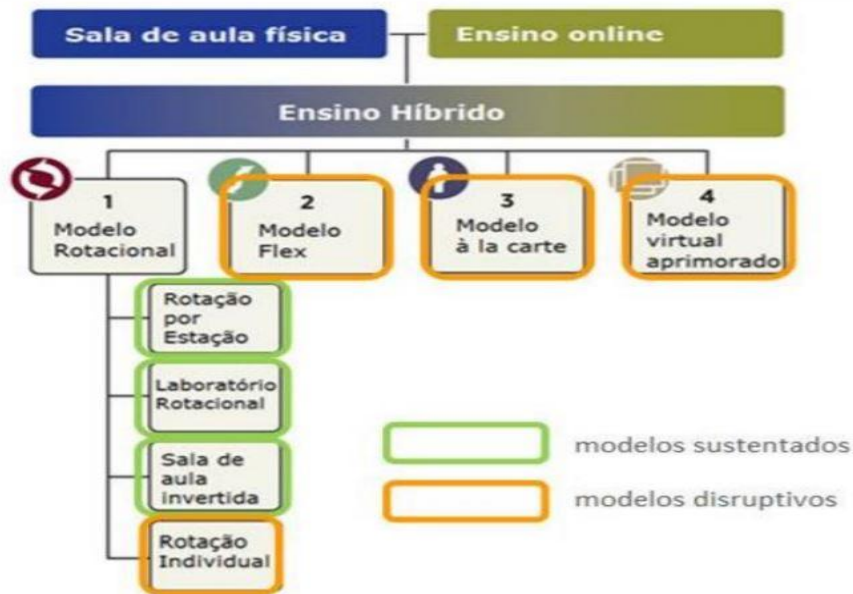 Sala de aula física
Ensino online
Ensino Híbrido
1
Modelo
Rotacional
2
Modelo
Flex
3
Modelo
à la carte
4
Modelo
virtual
aprimorado
Rotação
por
Estação
Laboratório
Rotacional
Sala de
aula
invertida
Rotação
Individual
modelos sustentados
modelos disruptivos